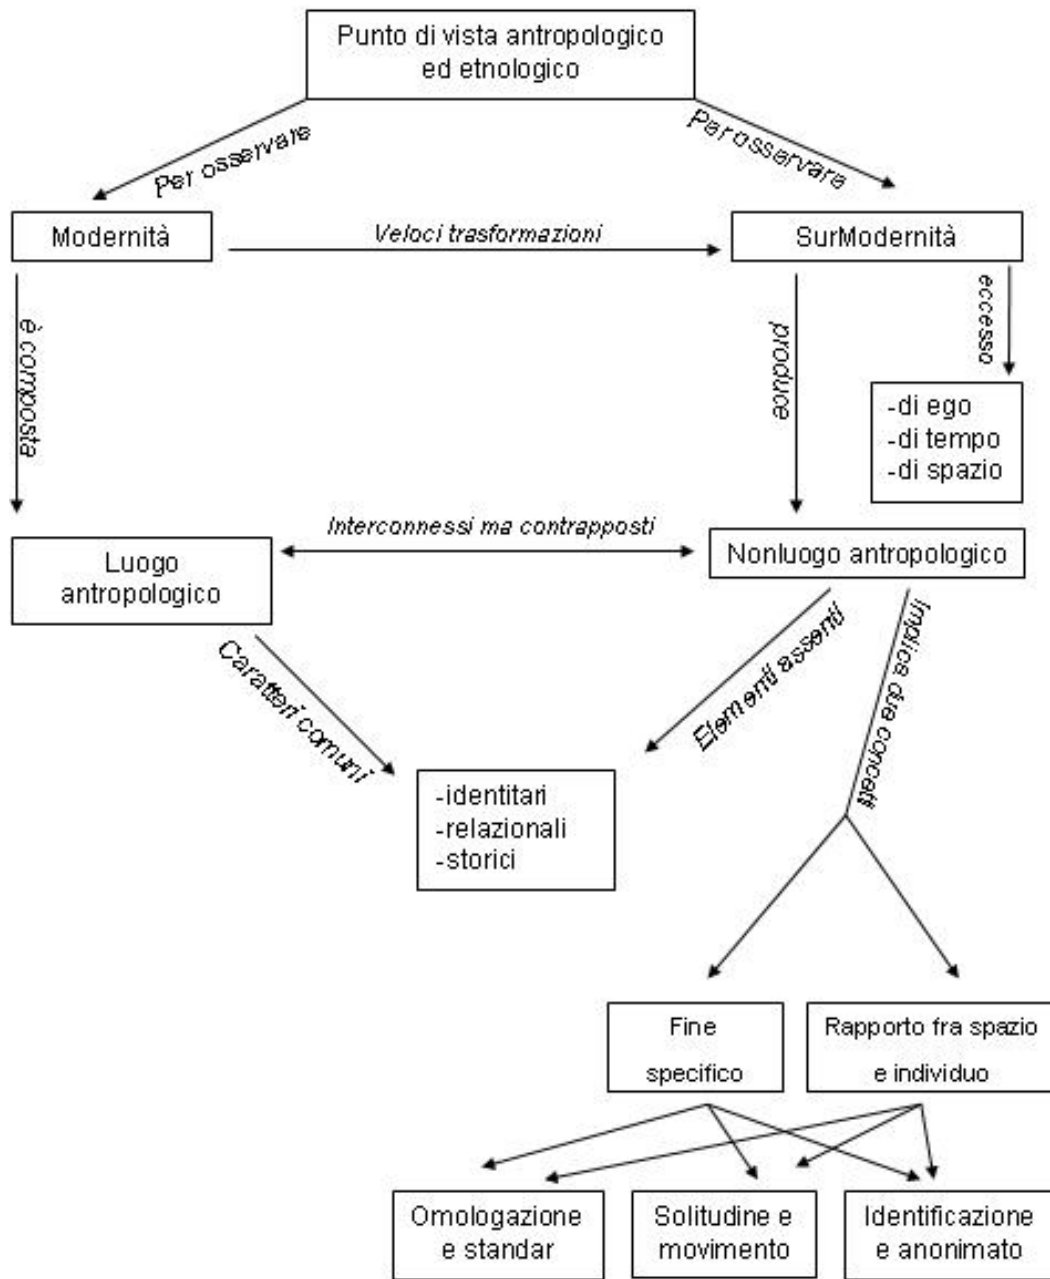 Punto di vista antropologico
ed etnologico
Per osservare
Per osservare
Modernità
Veloci trasformazioni
SurModernità
è composta
produce
eccesso
-di ego
-di tempo
-di spazio
Interconnessi ma contrapposti
Luogo
antropologico
Nonluogo antropologico
Caratteri comuni
Elementi assenti
Implica due concetti
-identitari
-relazionali
-storici
Fine
specifico
Rapporto fra spazio
e individuo
Omologazione
e standar
Solitudine e
movimento
Identificazione
e anonimato